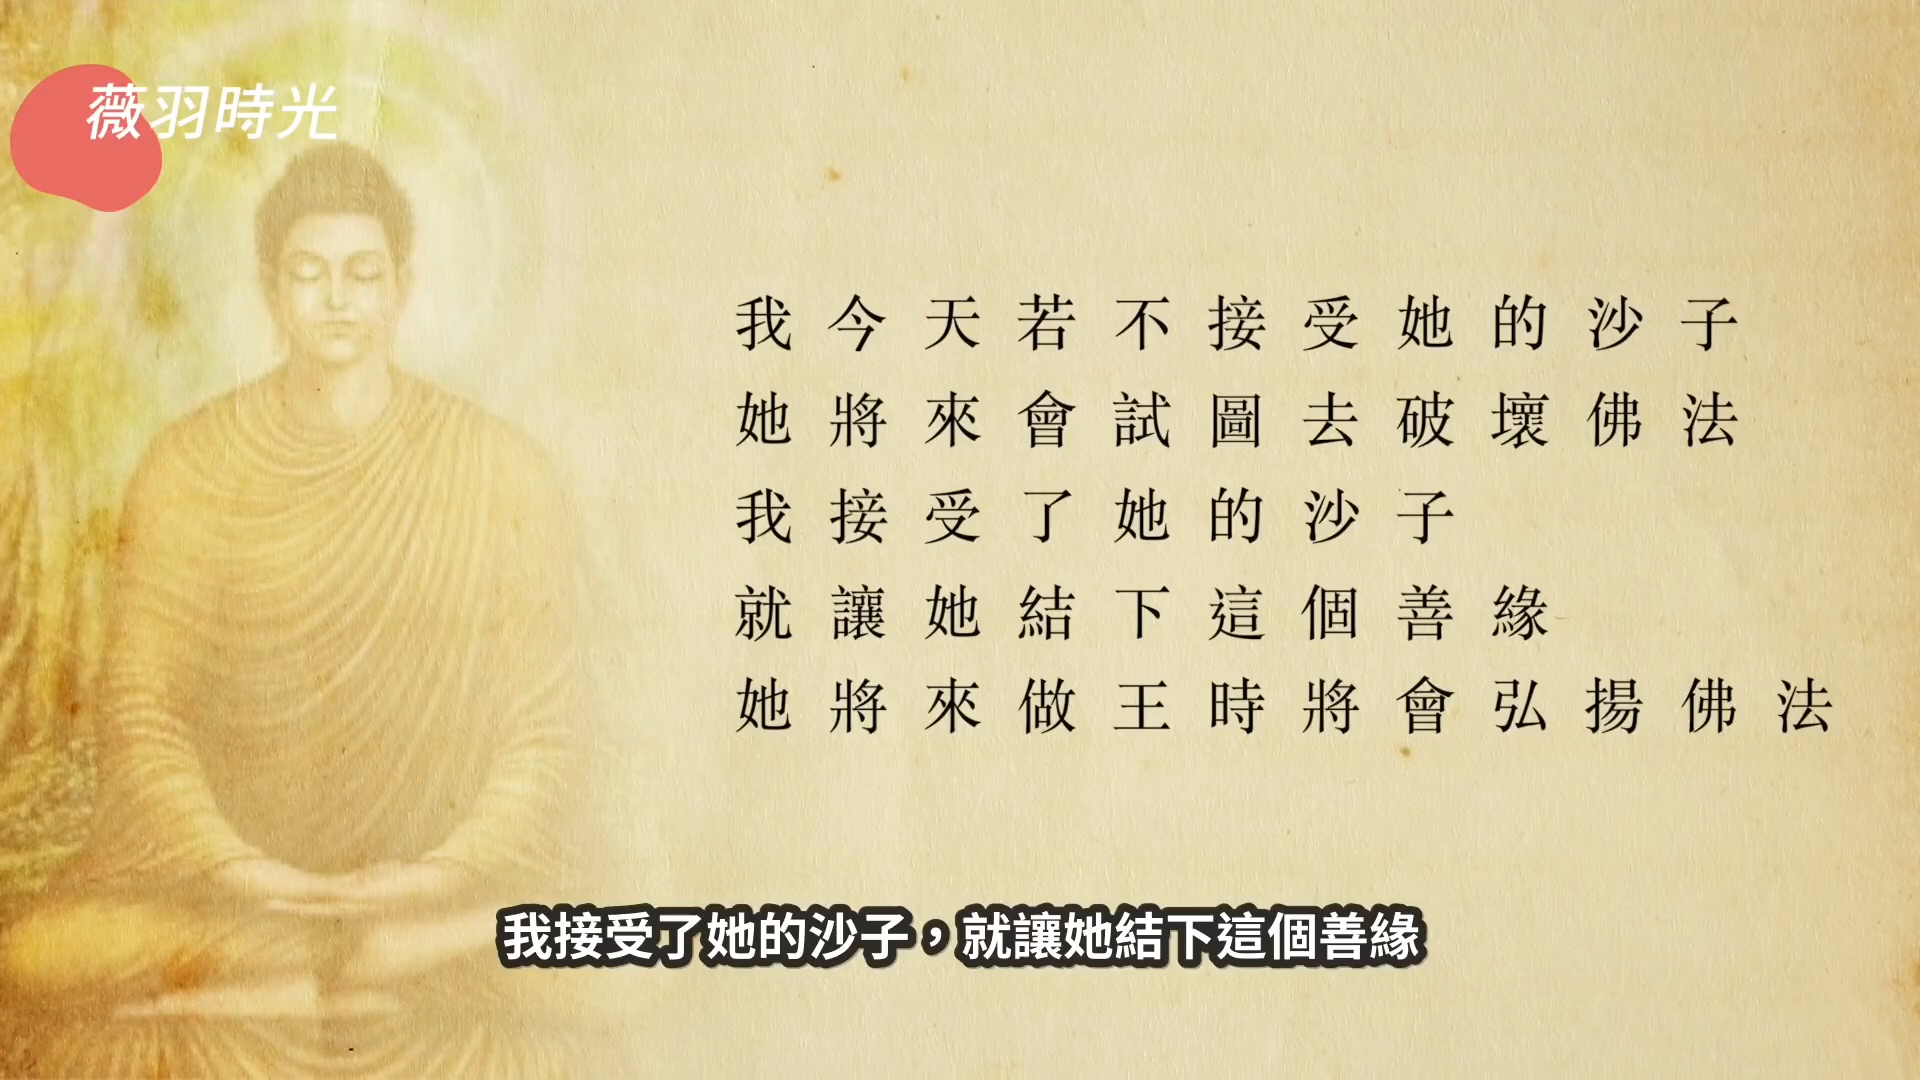 薇羽時光
我今天若不接受她的沙子
她將來會試圖去破壞佛法
我接受了她的沙子
就讓她結下這個善緣
她將來做王時將會弘揚佛法
我接受了她的沙子，就讓她結下這個善緣